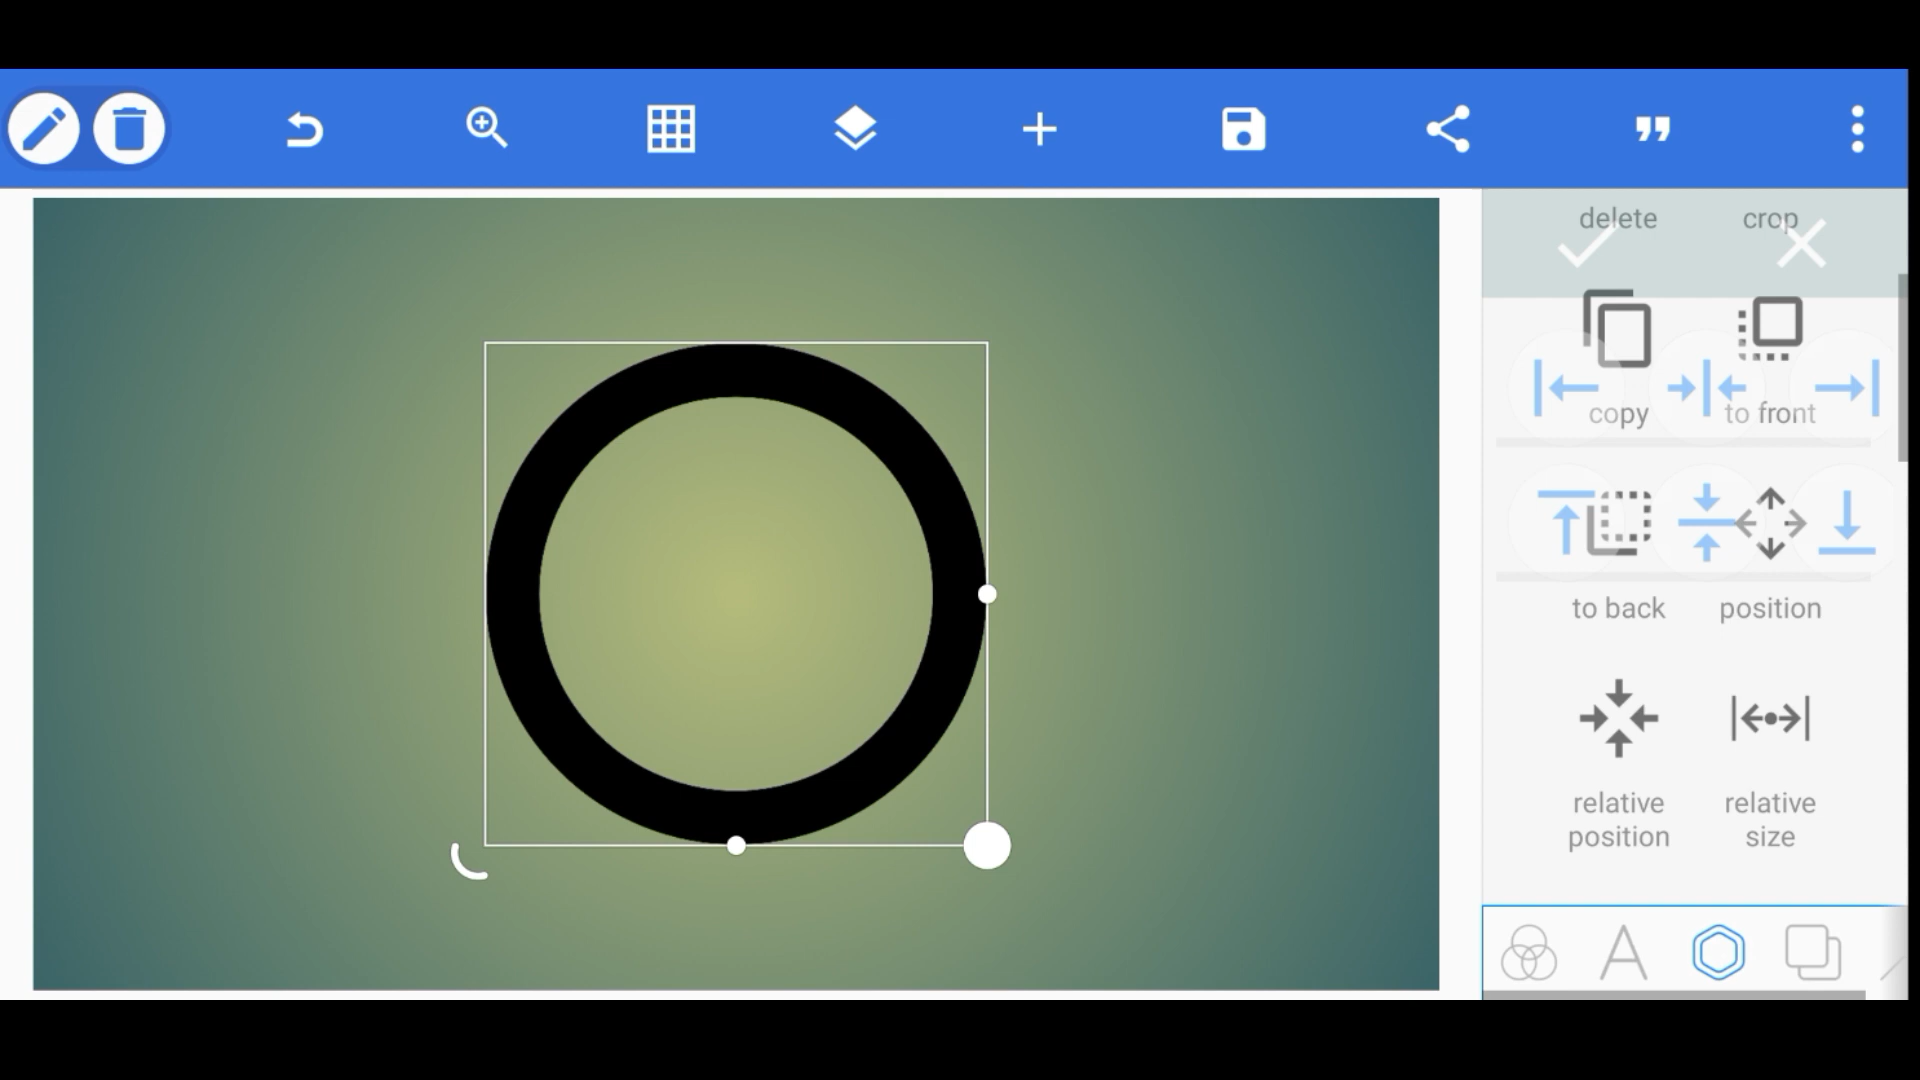 delete crop
copy to front
to back position
relative position
relative size